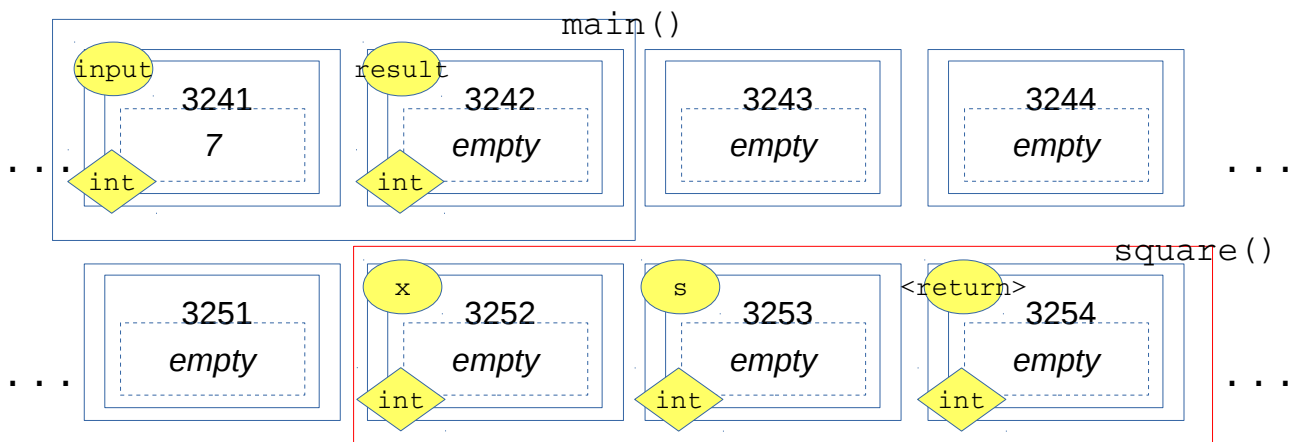 main()
input result
3241 3242 3243 3244
7 empty empty empty
... ...
int int
square()
x s <return>
3251 3252 3253 3254
empty empty empty empty
... ...
int int int